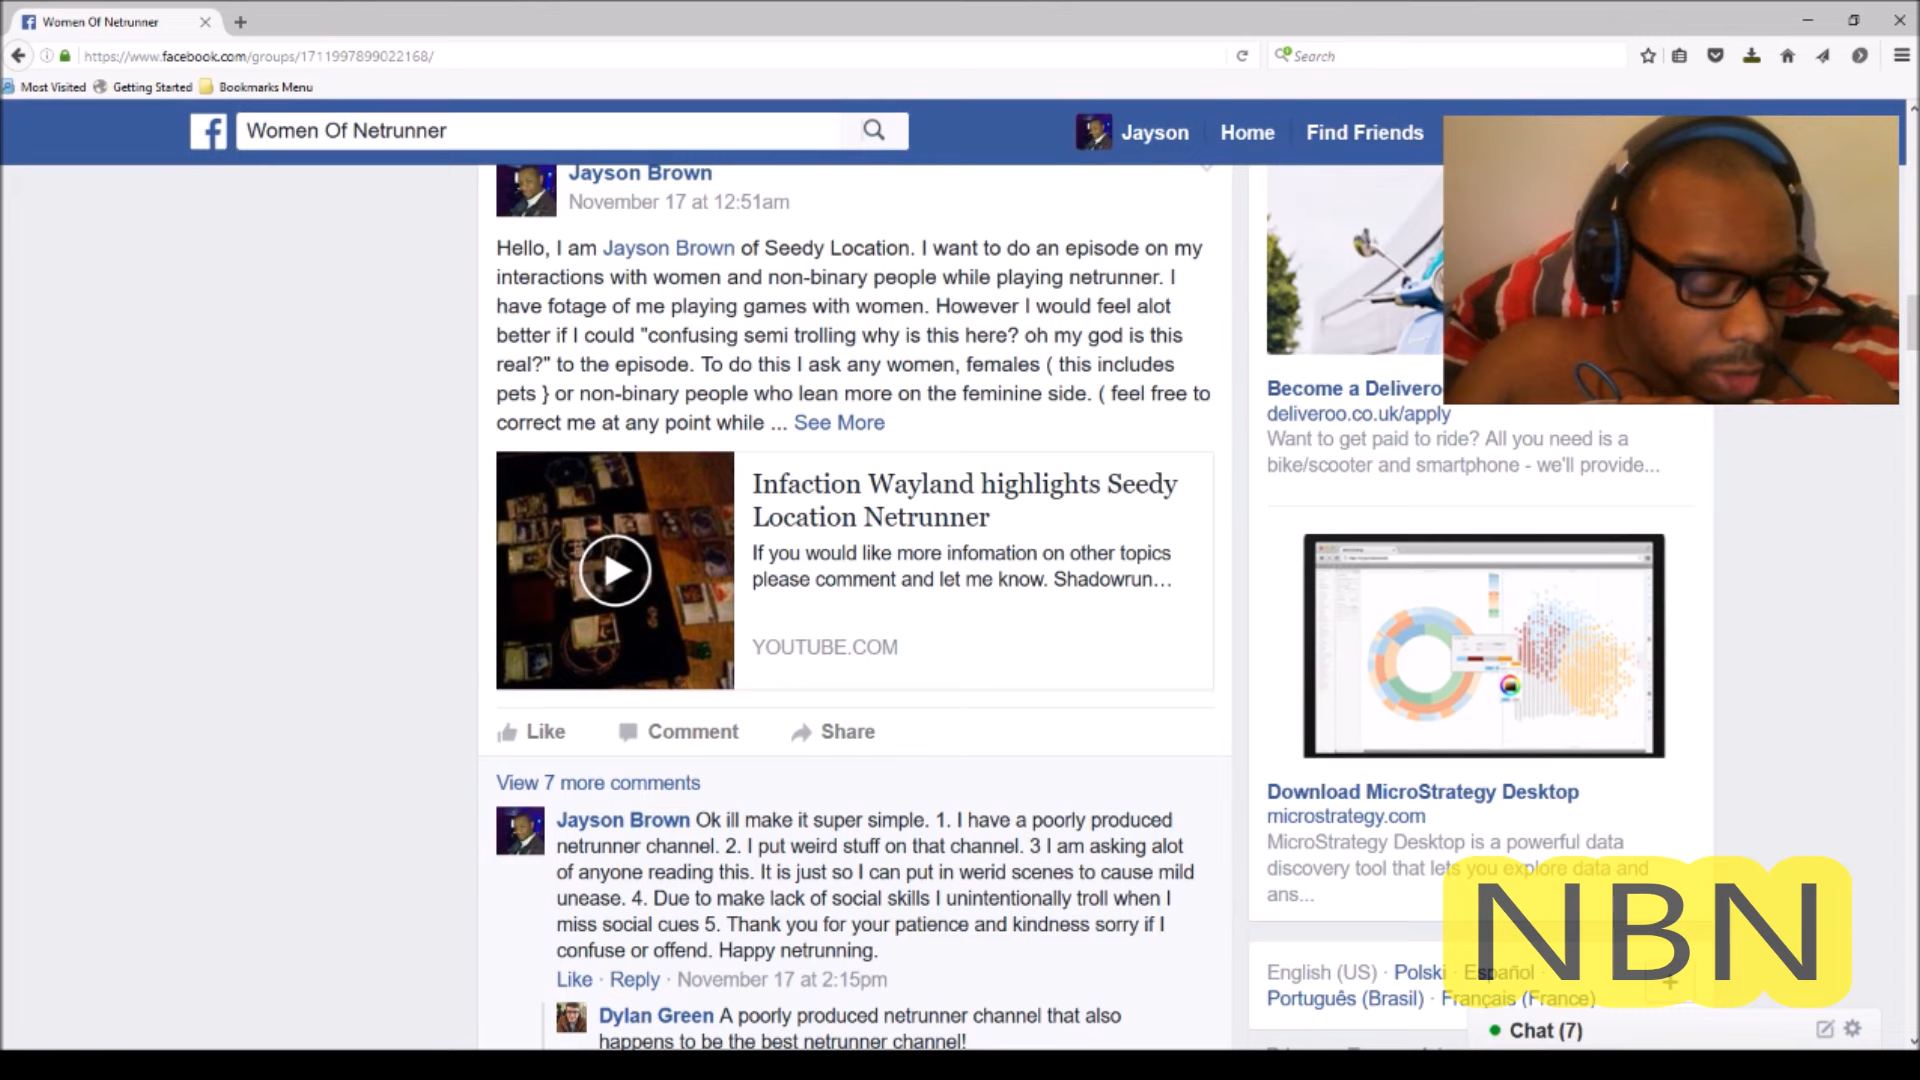 Women Of Netrunner
https://www.facebook.com/groups/1711997899022168/
Search
Most Visited
Getting Started
Bookmarks Menu
Women Of Netrunner
Jayson
Home
Find Friends
Jayson Brown
November 17 at 12:51am
Hello, I am Jayson Brown of Seedy Location. I want to do an episode on my
interactions with women and non-binary people while playing netrunner. I
have fotage of me playing games with women. However I would feel alot
better if I could "confusing semi trolling why is this here? oh my god is this
real?" to the episode. To do this I ask any women, females ( this includes
pets } or non-binary people who lean more on the feminine side. ( feel free to
correct me at any point while ... See More
Infaction Wayland highlights Seedy
Location Netrunner
If you would like more infomation on other topics
please comment and let me know. Shadowrun...
YOUTUBE.COM
Like
Comment
Share
View 7 more comments
Jayson Brown Ok ill make it super simple. 1. I have a poorly produced
netrunner channel. 2. I put weird stuff on that channel. 3 I am asking alot
of anyone reading this. It is just so I can put in werid scenes to cause mild
unease. 4. Due to make lack of social skills I unintentionally troll when I
miss social cues 5. Thank you for your patience and kindness sorry if I
confuse or offend. Happy netrunning.
Like · Reply · November 17 at 2:15pm
Dylan Green A poorly produced netrunner channel that also
happens to be the best netrunner channel!
Become a Delivero
deliveroo.co.uk/apply
Want to get paid to ride? All you need is a
bike/scooter and smartphone - we'll provide...
Download MicroStrategy Desktop
microstrategy.com
MicroStrategy Desktop is a powerful data
discovery tool that lets you explore data and
ans...
NBN
English (US) · Polski · Español ·
Português (Brasil) · Français (France)
Chat (7)